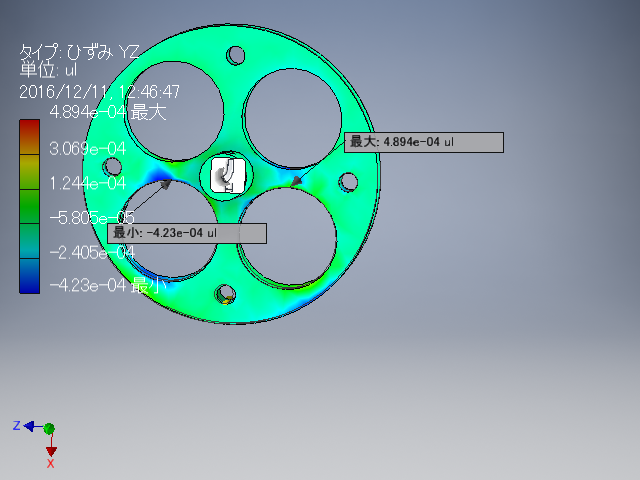 タイプ: ひずみ YZ
単位: ul
2016/12/11, 12:46:47
4.894e-04 最大
3.069e-04
1.244e-04
-5.805e-05
-2.405e-04
-4.23e-04 最小
最大: 4.894e-04 ul
最小: -4.23e-04 ul
Z
X